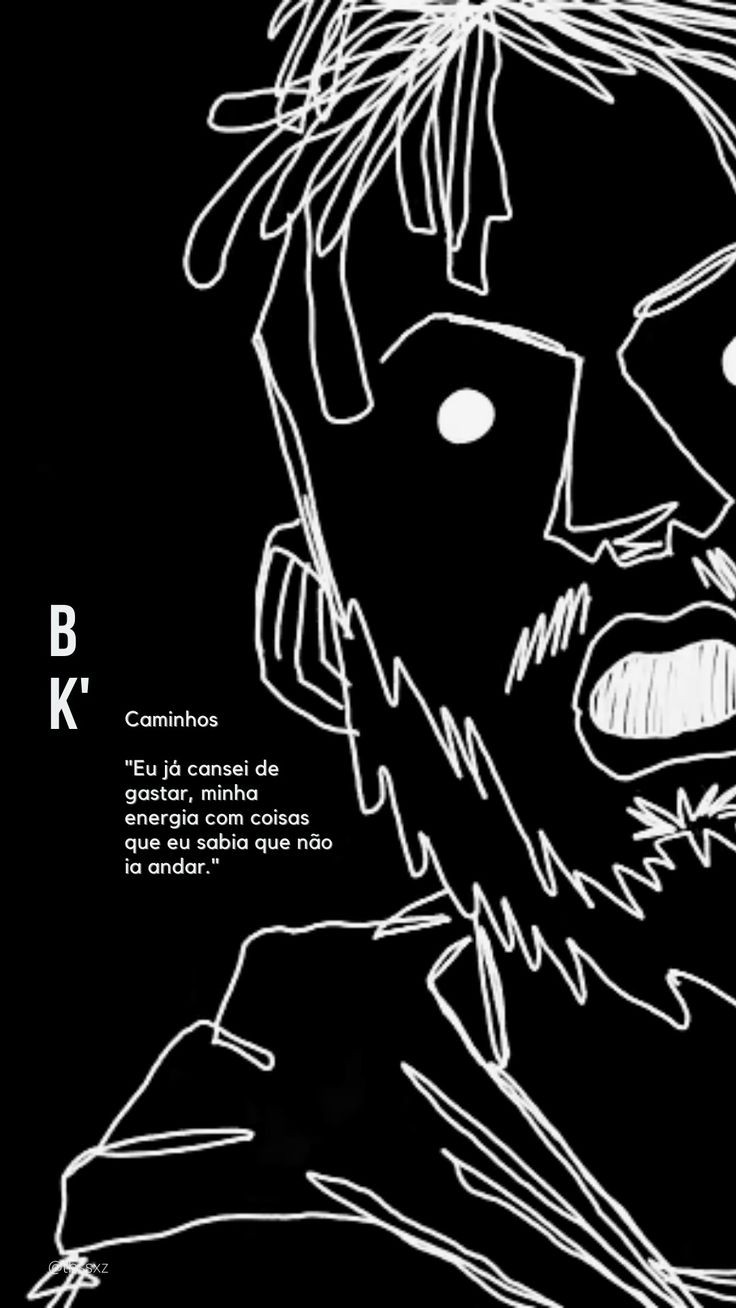 B
K'
Caminhos
"Eu já cansei de
gastar, minha
energia com coisas
que eu sabia que não
ia andar."